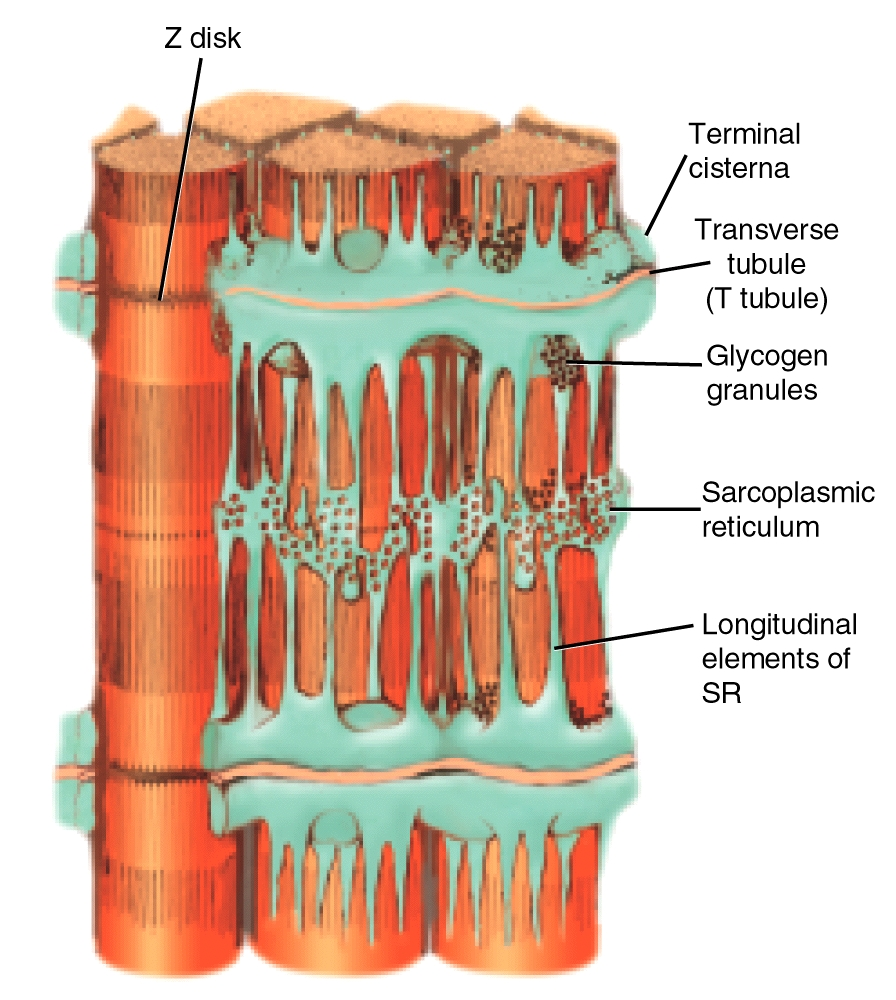 Z disk
Terminal
cisterna
Transverse
tubule
(T tubule)
Glycogen
granules
Sarcoplasmic
reticulum
Longitudinal
elements of
SR